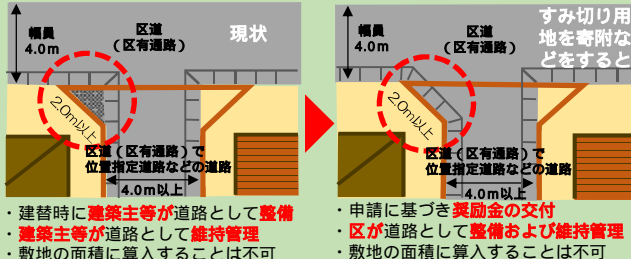 幅員
4.0m
区道
（区有通路）
現状
2.0m以上
区道（区有通路）で
位置指定道路などの道路
4.0m以上
・建替時に建築主等が道路として整備
・建築主等が道路として維持管理
・敷地の面積に算入することは不可
幅員
4.0m
区道
（区有通路）
すみ切り用
地を寄附な
どをすると
2.0m以上
区道（区有通路）で
位置指定道路などの道路
4.0m以上
・申請に基づき奨励金の交付
・区が道路として整備および維持管理
・敷地の面積に算入することは不可